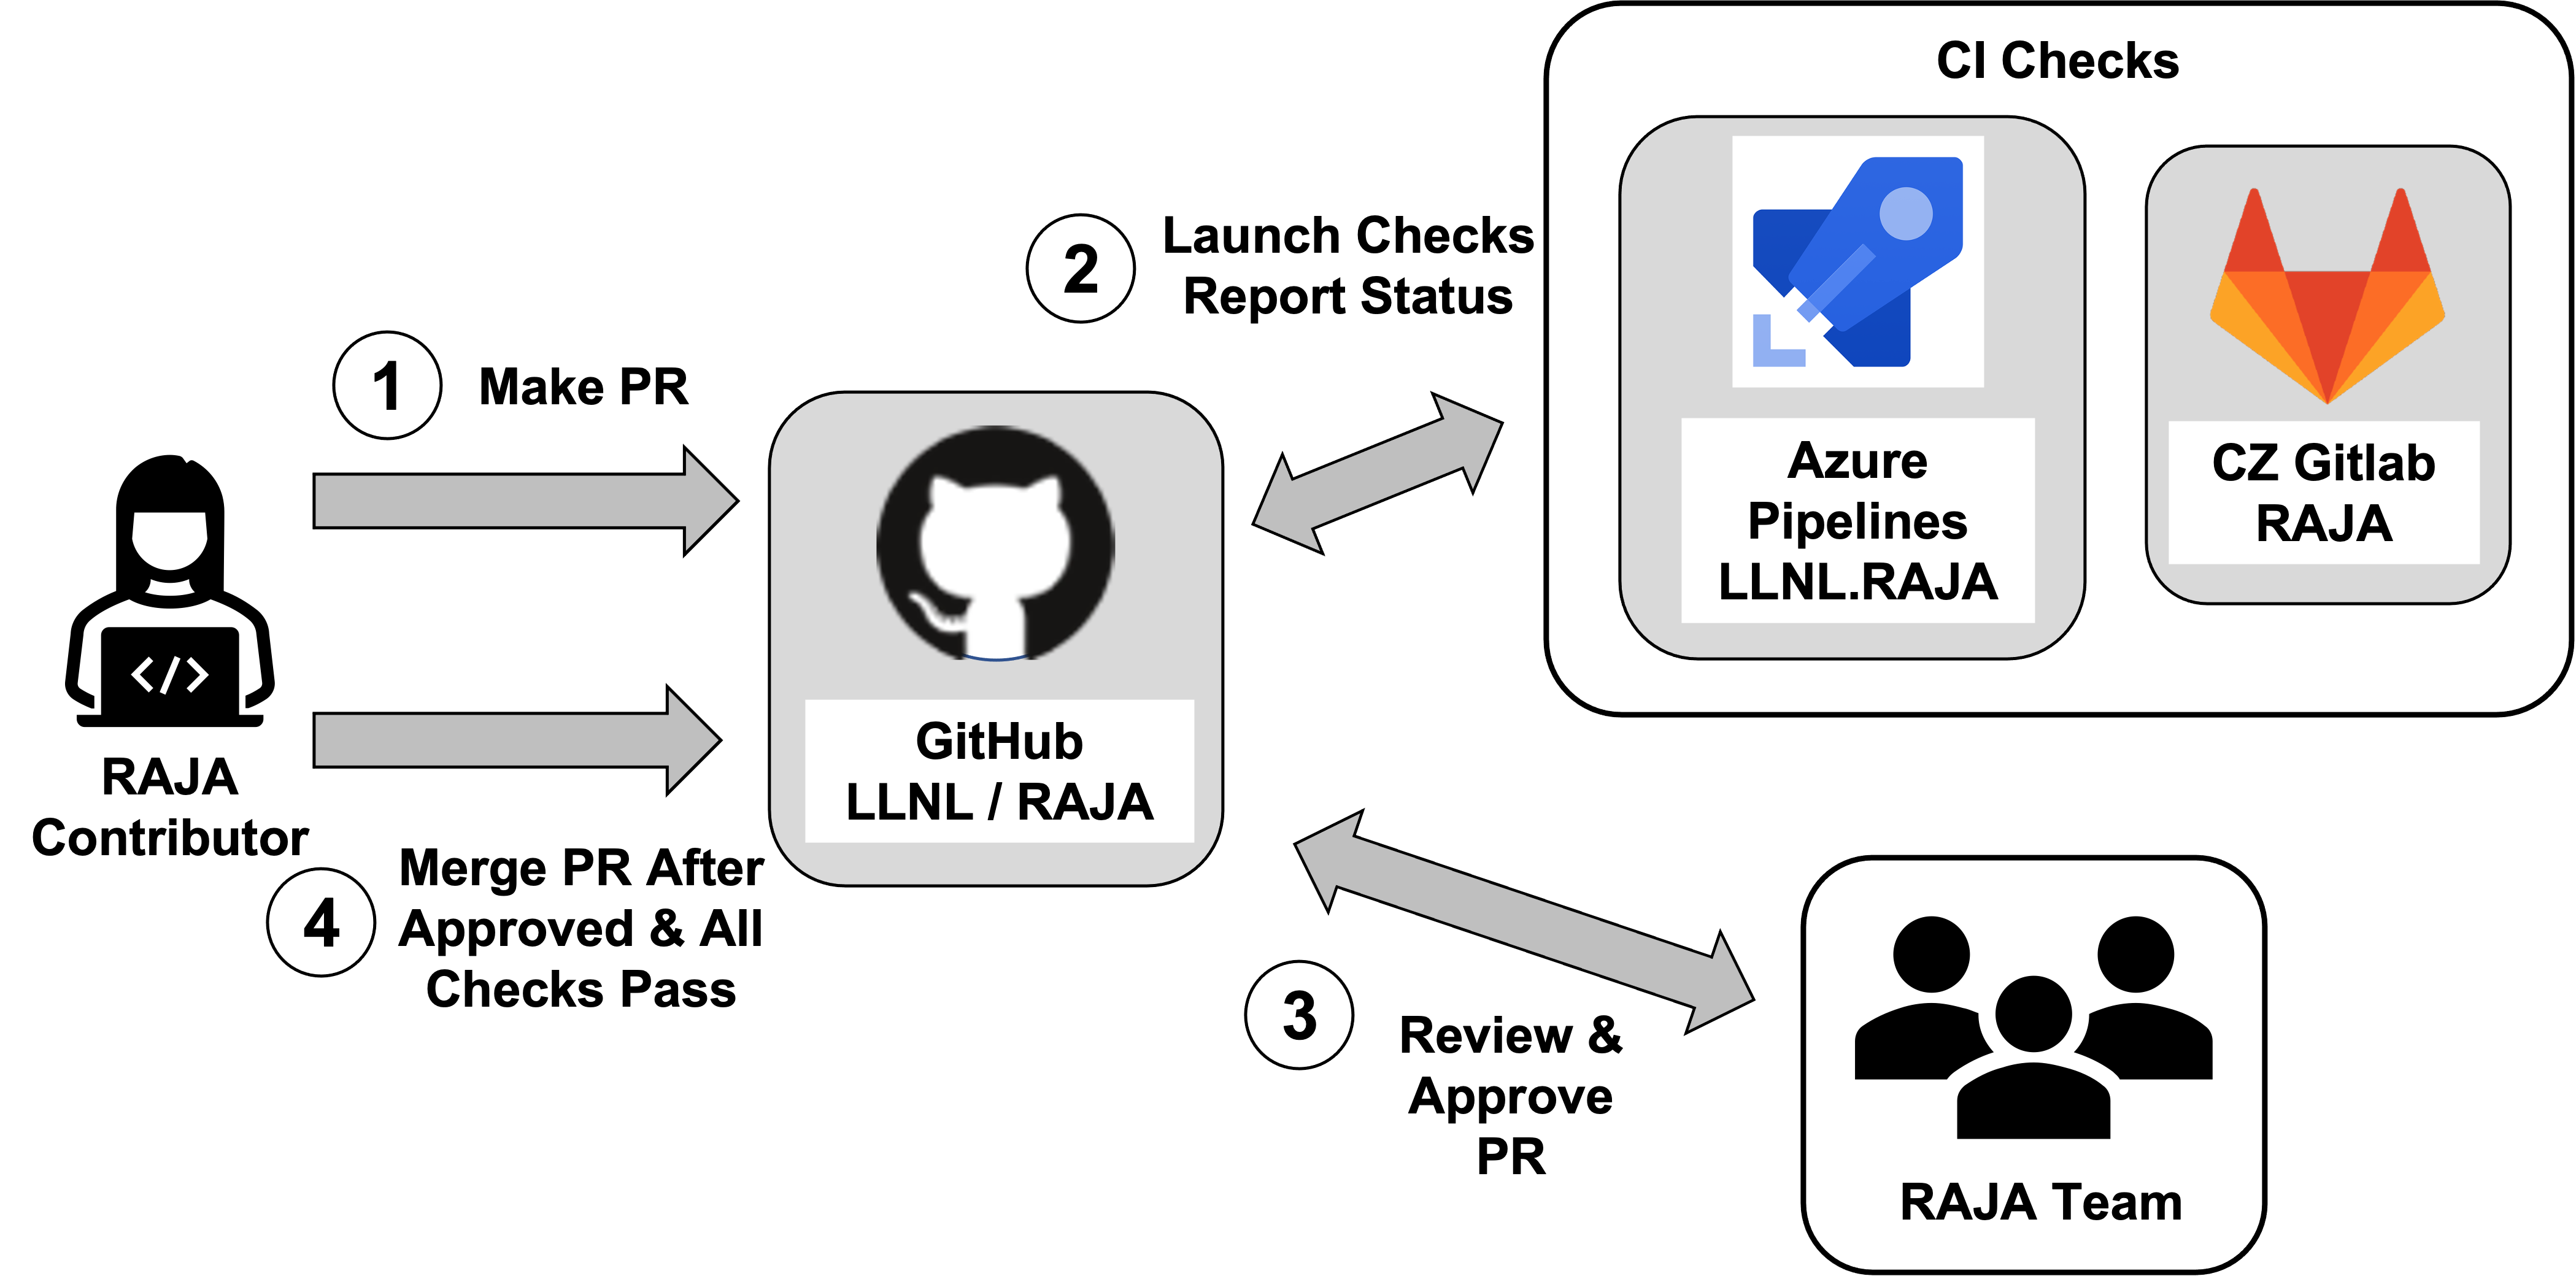 CI Checks
2
Launch Checks
Report Status
1
Make PR
Azure
Pipelines
LLNL.RAJA
CZ Gitlab
RAJA
</>
RAJA
Contributor
GitHub
LLNL / RAJA
4
Merge PR After
Approved & All
Checks Pass
3
Review &
Approve
PR
RAJA Team